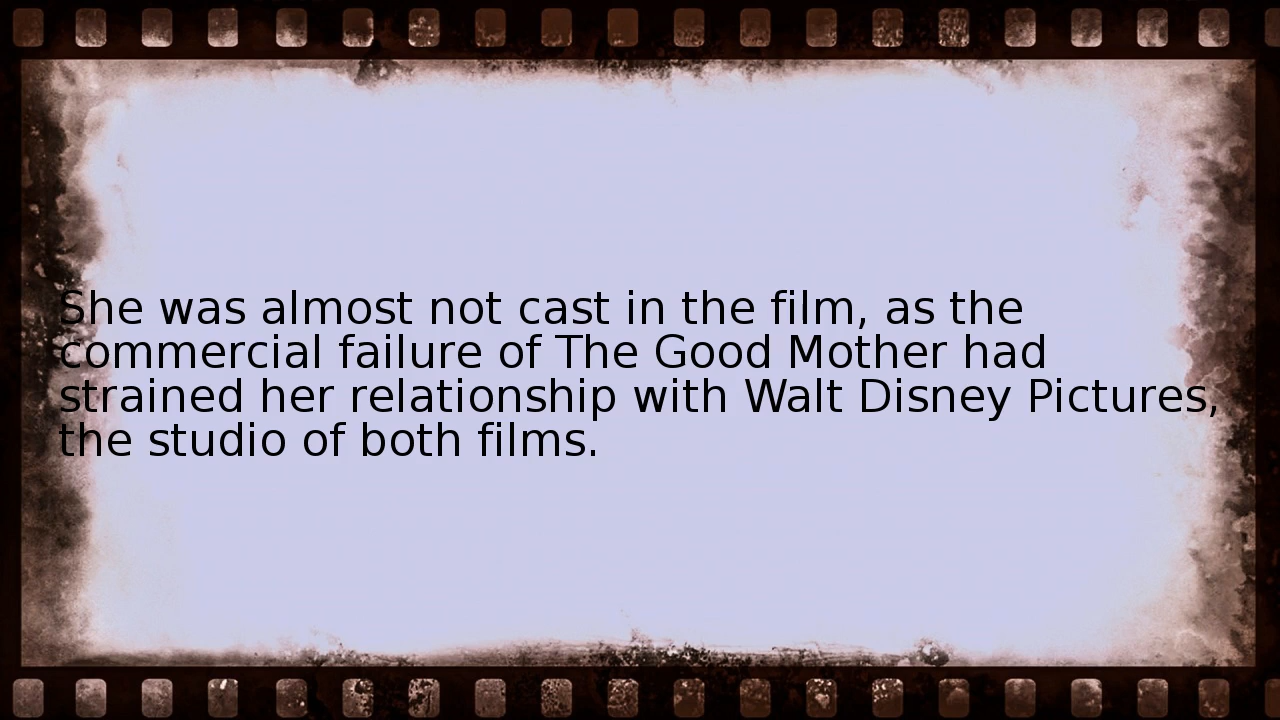 She was almost not cast in the film, as the
commercial failure of The Good Mother had
strained her relationship with Walt Disney Pictures,
the studio of both films.